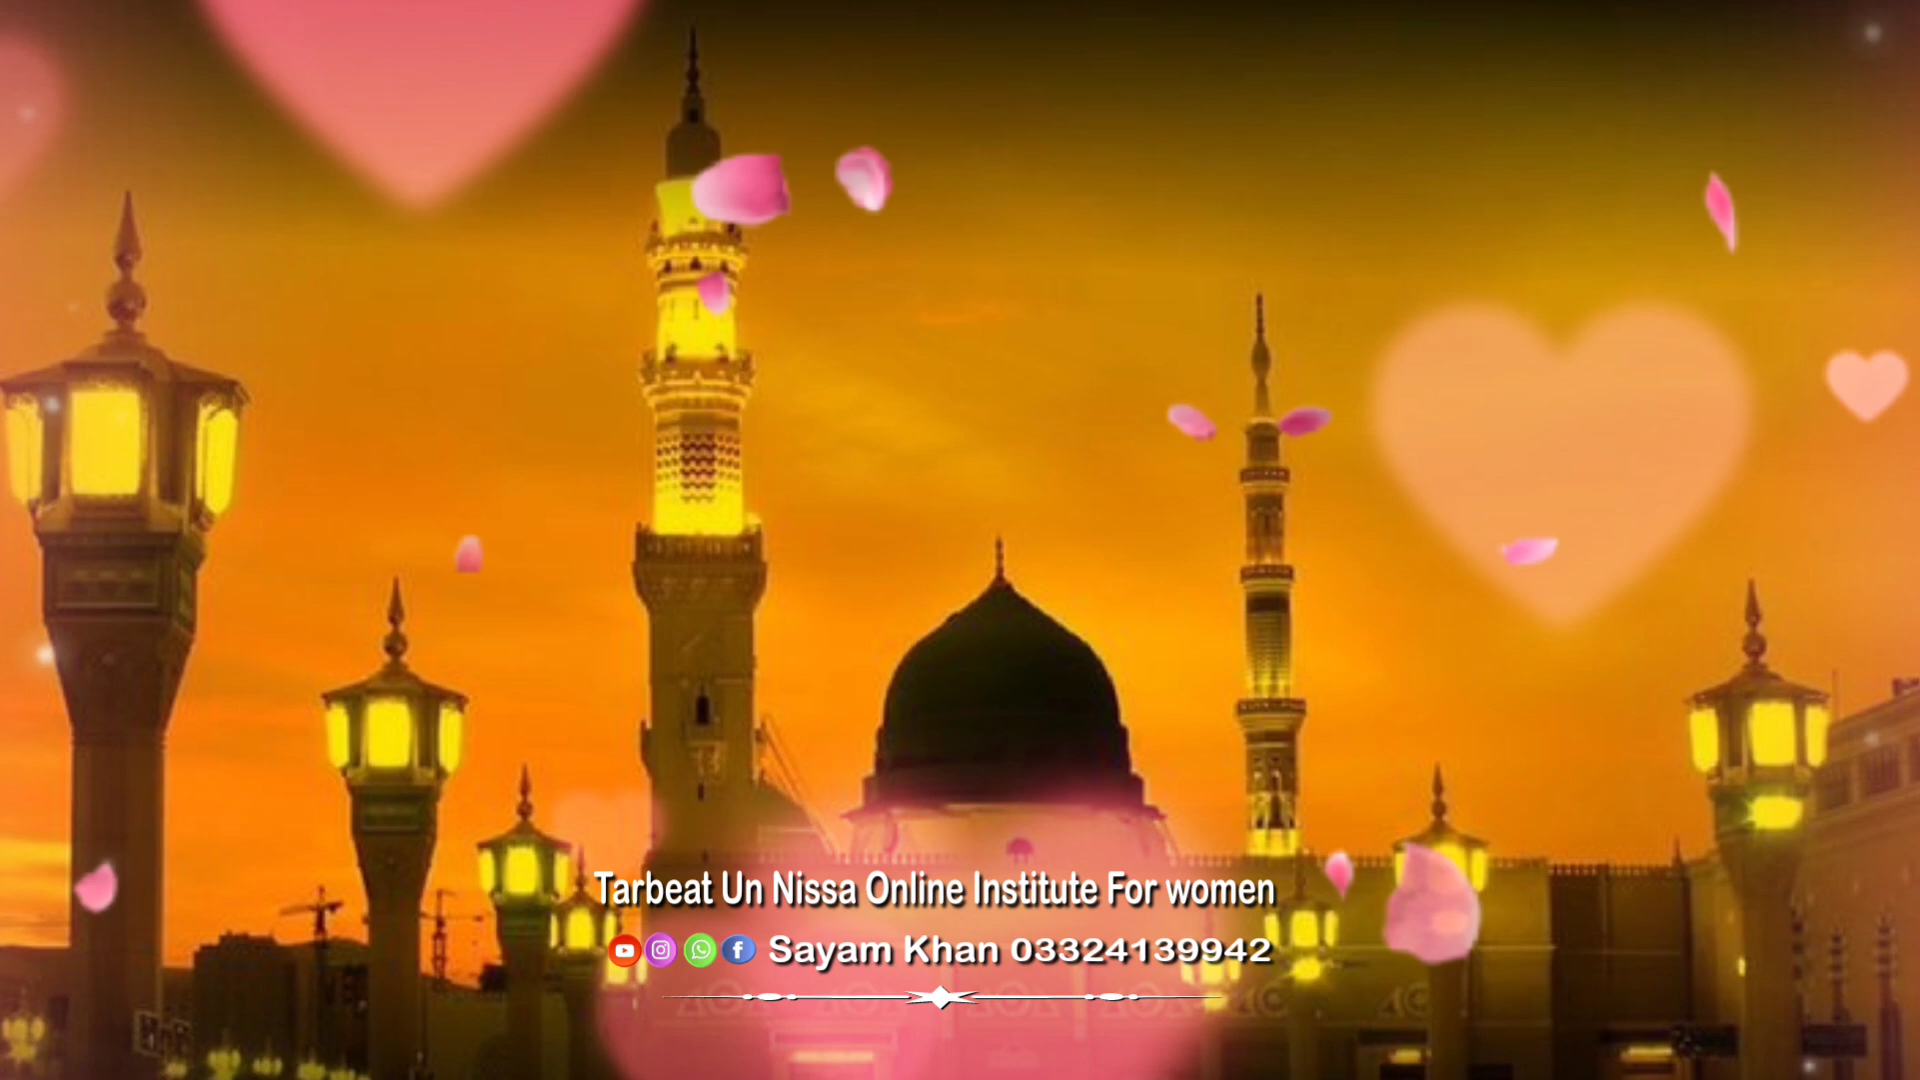 Tarbeat Un Nissa Online Institute For women
Sayam Khan 03324139942